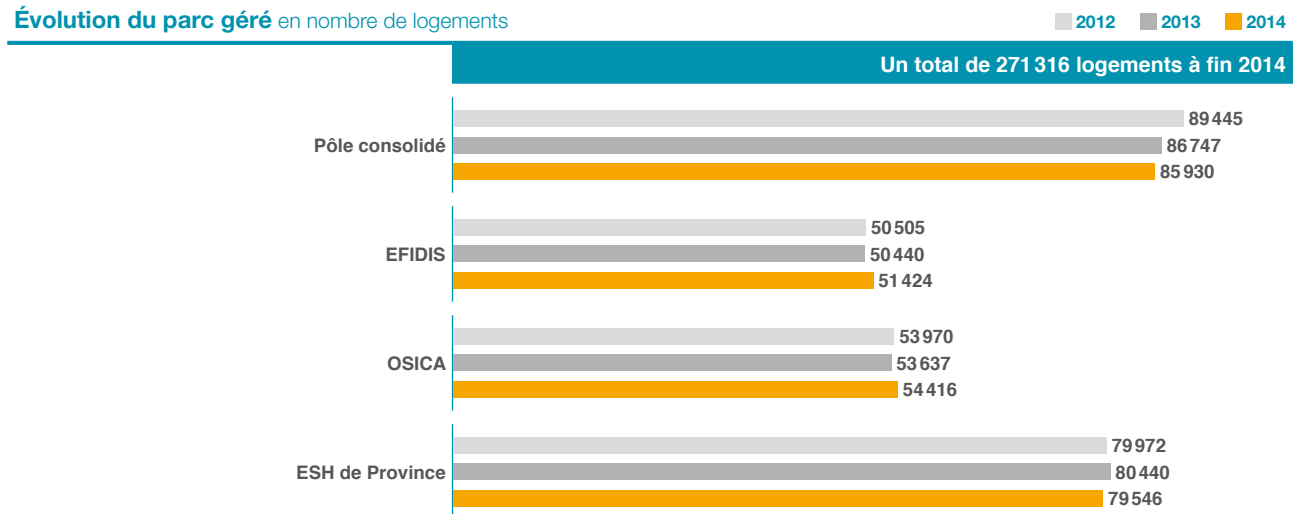 Évolution du parc géré en nombre de logements
2012 2013 2014
Un total de 271 316 logements à fin 2014
Pôle consolidé
89 445
86 747
85 930
EFIDIS
50 505
50 440
51 424
OSICA
53 970
53 637
54 416
ESH de Province
79 972
80 440
79 546